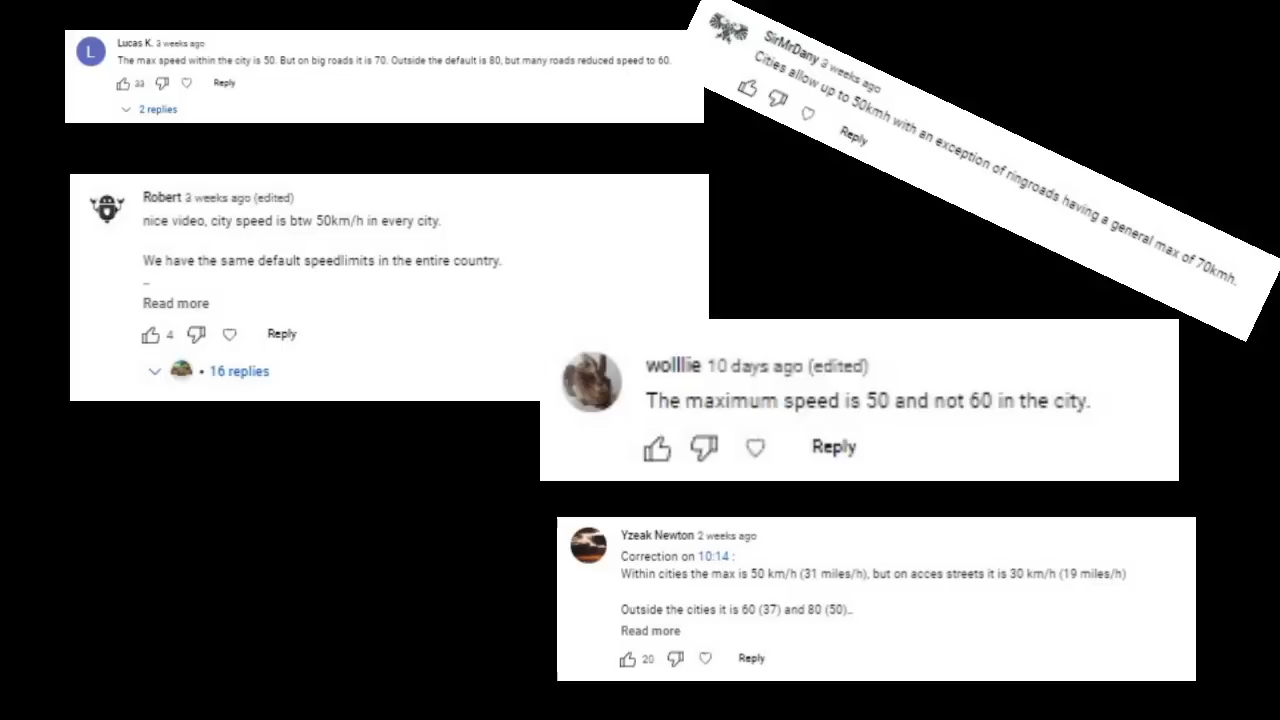 L
Lucas K. 3 weeks ago
The max speed within the city is 50. But on big roads it is 70. Outside the default is 80, but many roads reduced speed to 60.
33 Reply
2 replies
SirMrDany 3 weeks ago
Cities allow up to 50kmh with an exception of ringroads having a general max of 70kmh.
Reply
Robert 3 weeks ago (edited)
nice video, city speed is btw 50km/h in every city.
We have the same default speedlimits in the entire country.
..
Read more
4 Reply
• 16 replies
wolllie 10 days ago (edited)
The maximum speed is 50 and not 60 in the city.
Reply
Yzeak Newton 2 weeks ago
Correction on 10:14 :
Within cities the max is 50 km/h (31 miles/h), but on acces streets it is 30 km/h (19 miles/h)
Outside the cities it is 60 (37) and 80 (50)..
Read more
20 Reply